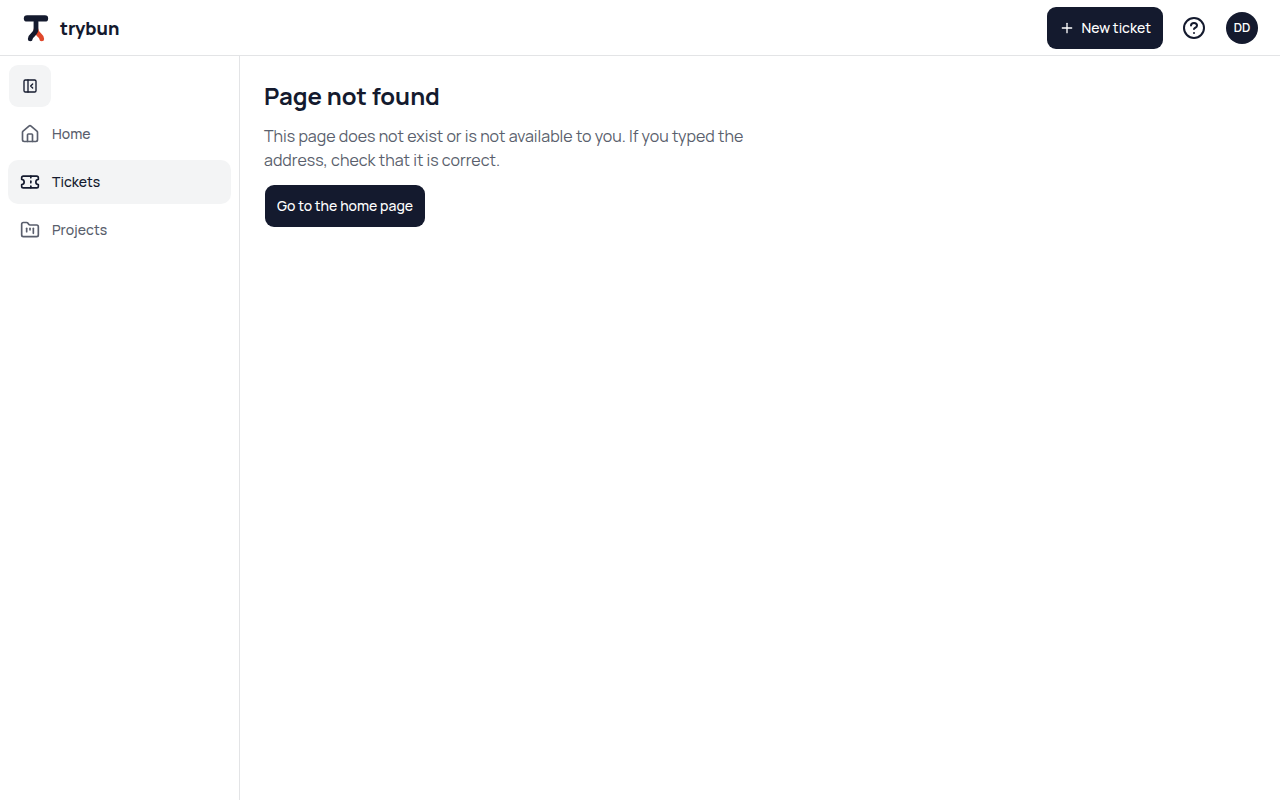 trybun
New ticket
DD
Home
Tickets
Projects
Page not found
This page does not exist or is not available to you. If you typed the
address, check that it is correct.
Go to the home page